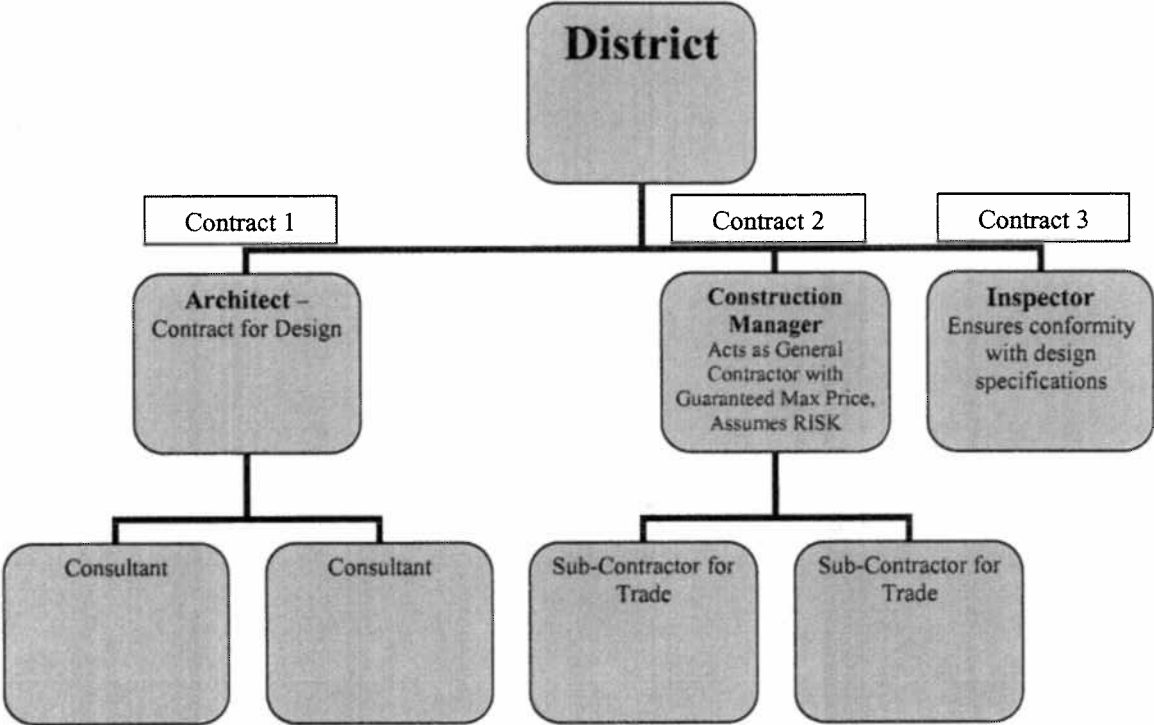 District
Contract 1
Contract 2
Contract 3
Architect –
Contract for Design
Construction
Manager
Acts as General
Contractor with
Guaranteed Max Price,
Assumes RISK
Inspector
Ensures conformity
with design
specifications
Consultant
Consultant
Sub-Contractor for
Trade
Sub-Contractor for
Trade